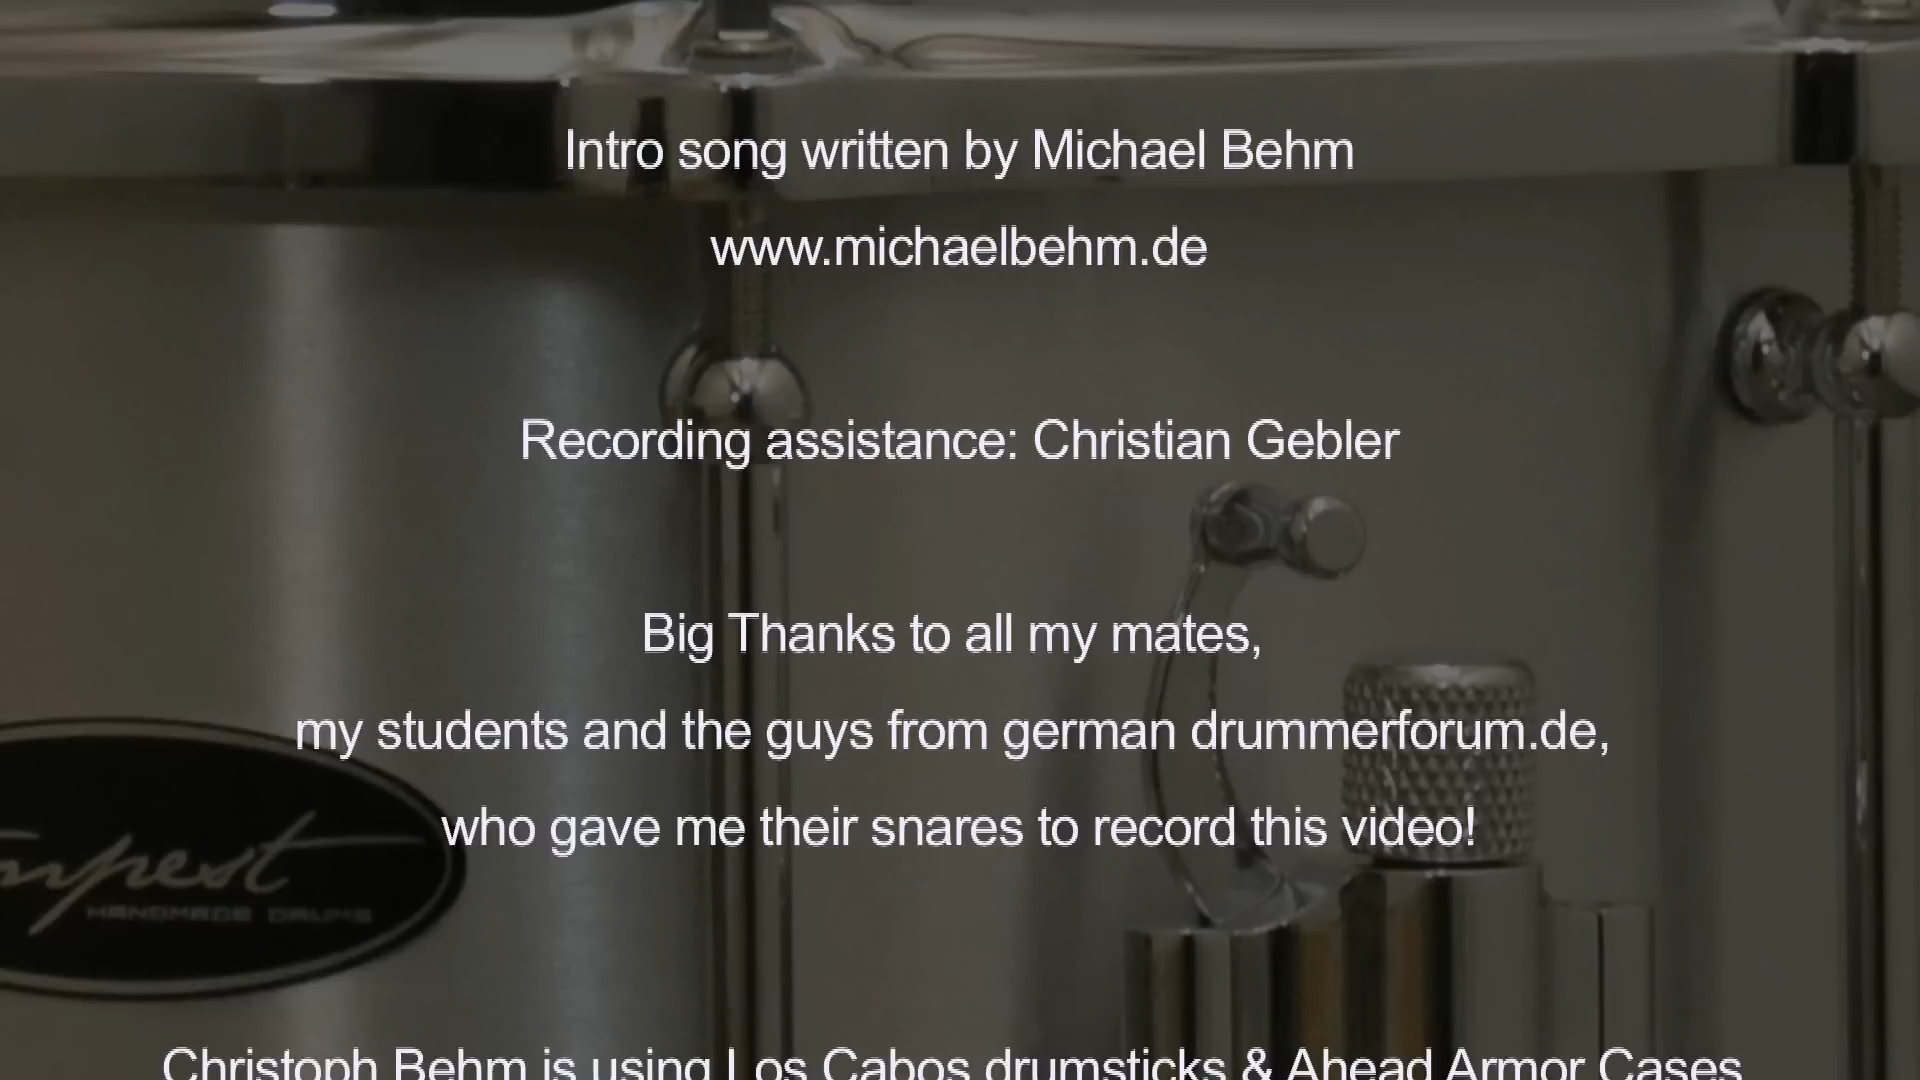 Intro song written by Michael Behm
www.michaelbehm.de
Recording assistance: Christian Gebler
Big Thanks to all my mates,
my students and the guys from german drummerforum.de,
who gave me their snares to record this video!
HANDMADE DRUMS
Christoph Behm is using Los Cabos drumsticks & Ahead Armor Cases